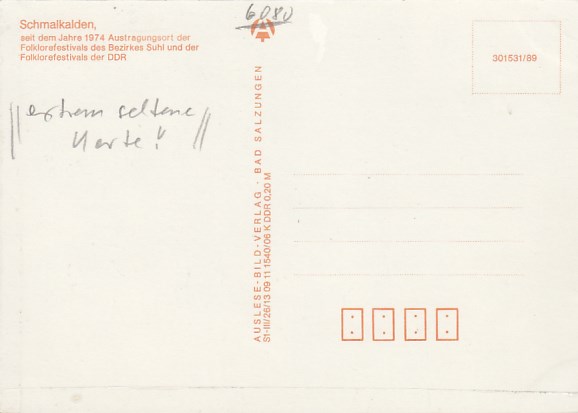 Schmalkalden,
seit dem Jahre 1974 Austragungsort der
Folklorefestivals des Bezirkes Suhl und der
Folklorefestivals der DDR
6080
301531/89
extrem seltene
Karte!
AUSLESE-BILD-VERLAG · BAD SALZUNGEN
St-III/26/13 09 11 1540/06 K DDR 0,20 M